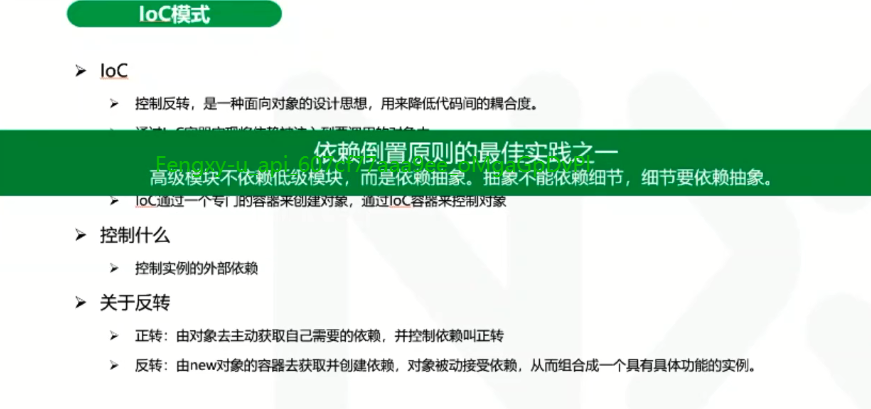 IoC模式
IoC
控制反转，是一种面向对象的设计思想，用来降低代码间的耦合度。
依赖倒置原则的最佳实践之一
高级模块不依赖低级模块，而是依赖抽象。抽象不能依赖细节，细节要依赖抽象。
IoC通过一个专门的容器来创建对象，通过IoC容器来控制对象
控制什么
控制实例的外部依赖
关于反转
正转：由对象去主动获取自己需要的依赖，并控制依赖叫正转
反转：由new对象的容器去获取并创建依赖，对象被动接受依赖，从而组合成一个具有具体功能的实例。